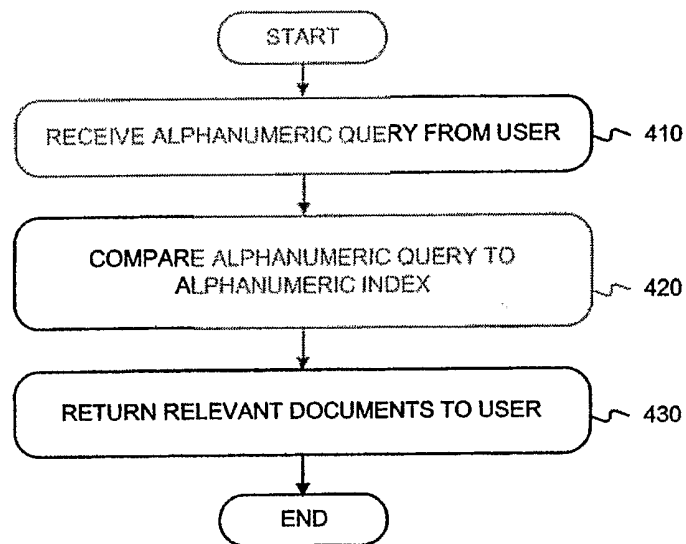 START
RECEIVE ALPHANUMERIC QUERY FROM USER
410
COMPARE ALPHANUMERIC QUERY TO
ALPHANUMERIC INDEX
420
RETURN RELEVANT DOCUMENTS TO USER
430
END